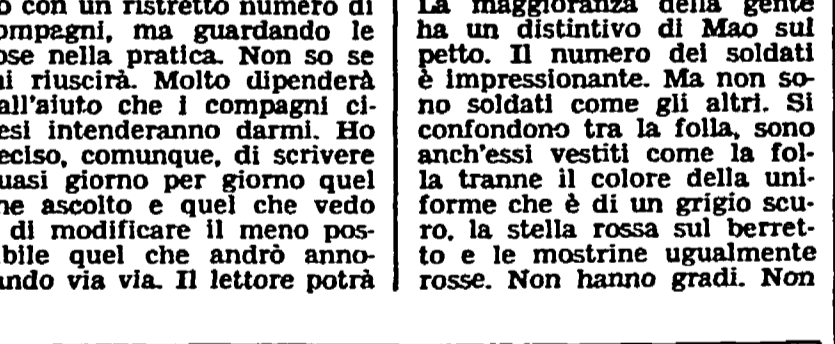 con un ristretto numero di
ompagni, ma guardando le
ose nella pratica. Non so se
riuscirà. Molto dipenderà
all'aiuto che i compagni ci-
esi intenderanno darmi. Ho
eciso, comunque, di scrivere
uasi giorno per giorno quel
he ascolto e quel che vedo
di modificare il meno pos-
bile quel che andrò anno-
ando via via. Il lettore potrà
La maggioranza della gente
ha un distintivo di Mao sul
petto. Il numero dei soldati
è impressionante. Ma non so-
no soldati come gli altri. Si
confondono tra la folla, sono
anch'essi vestiti come la fol-
la tranne il colore della uni-
forme che è di un grigio scu-
ro, la stella rossa sul berret-
to e le mostrine ugualmente
rosse. Non hanno gradi. Non